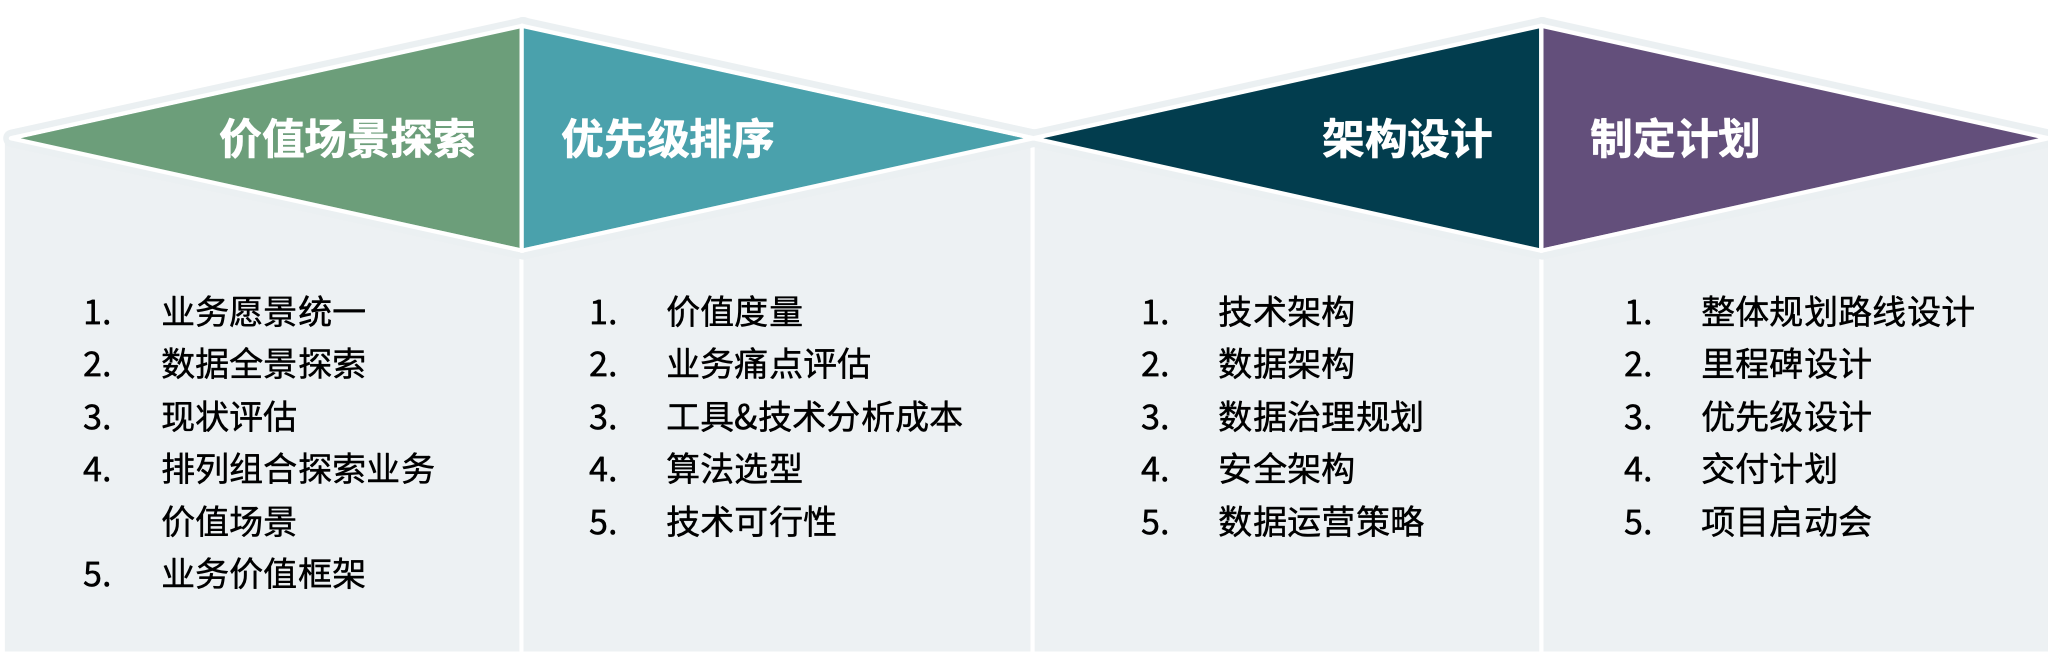 价值场景探索
优先级排序
架构设计
制定计划
1. 业务愿景统一
2. 数据全景探索
3. 现状评估
4. 排列组合探索业务
价值场景
5. 业务价值框架
1. 价值度量
2. 业务痛点评估
3. 工具&技术分析成本
4. 算法选型
5. 技术可行性
1. 技术架构
2. 数据架构
3. 数据治理规划
4. 安全架构
5. 数据运营策略
1. 整体规划路线设计
2. 里程碑设计
3. 优先级设计
4. 交付计划
5. 项目启动会